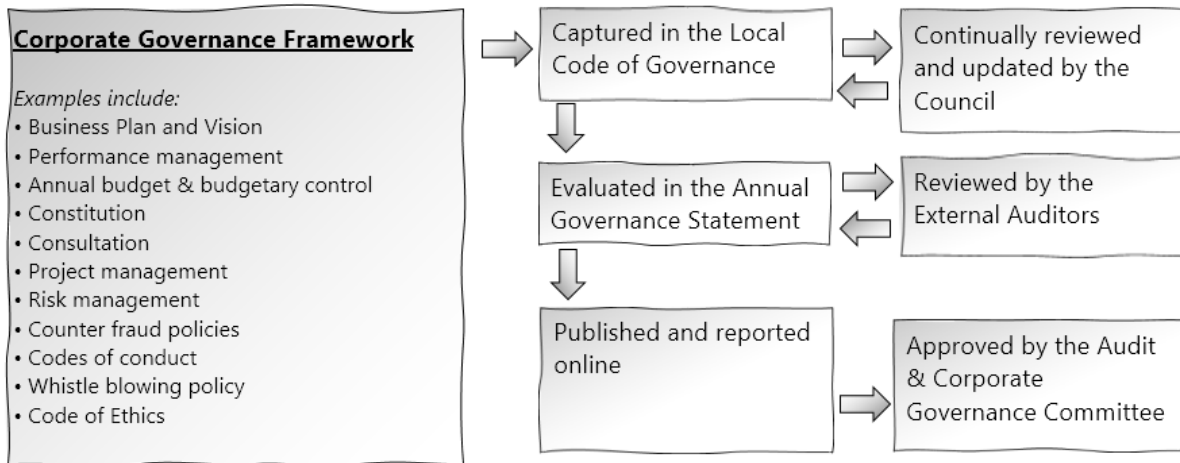 Corporate Governance Framework
Examples include:
• Business Plan and Vision
• Performance management
• Annual budget & budgetary control
• Constitution
• Consultation
• Project management
• Risk management
• Counter fraud policies
• Codes of conduct
• Whistle blowing policy
• Code of Ethics
Captured in the Local
Code of Governance
Continually reviewed
and updated by the
Council
Evaluated in the Annual
Governance Statement
Reviewed by the
External Auditors
Published and reported
online
Approved by the Audit
& Corporate
Governance Committee